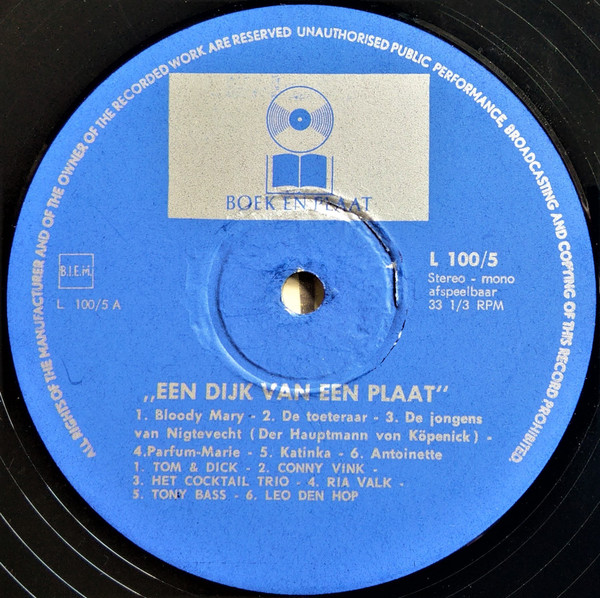 ALL RIGHTS OF THE MANUFACTURER AND OF THE OWNER OF THE RECORDED WORK ARE RESERVED UNAUTHORISED PUBLIC PERFORMANCE, BROADCASTING AND COPYING OF THIS RECORD PROHIBITED.
BOEK EN PLAAT
B.I.E.M.
L 100/5 A
L 100/5
Stereo - mono
afspeelbaar
33 1/3 RPM
„EEN DIJK VAN EEN PLAAT“
1. Bloody Mary - 2. De toeteraar - 3. De jongens
van Nigtevecht (Der Hauptmann von Köpenick) -
4.Parfum-Marie - 5. Katinka - 6. Antoinette
1. TOM & DICK - 2. CONNY VINK -
3. HET COCKTAIL TRIO - 4. RIA VALK -
5. TONY BASS - 6. LEO DEN HOP